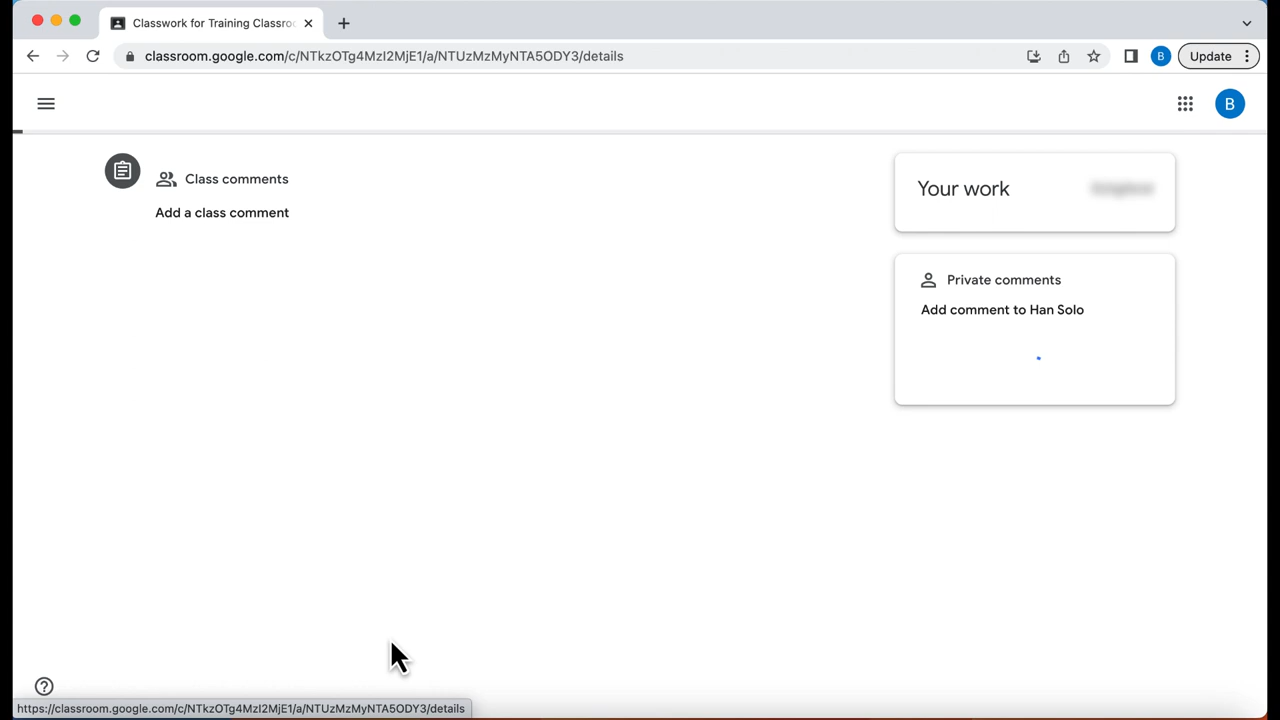 Classwork for Training Classro
classroom.google.com/c/NTkzOTg4MzI2MjE1/a/NTUzMzMyNTA5ODY3/details
B
Update
B
Class comments
Add a class comment
Your work
Private comments
Add comment to Han Solo
https://classroom.google.com/c/NTkzOTg4MzI2MjE1/a/NTUzMzMyNTA5ODY3/details